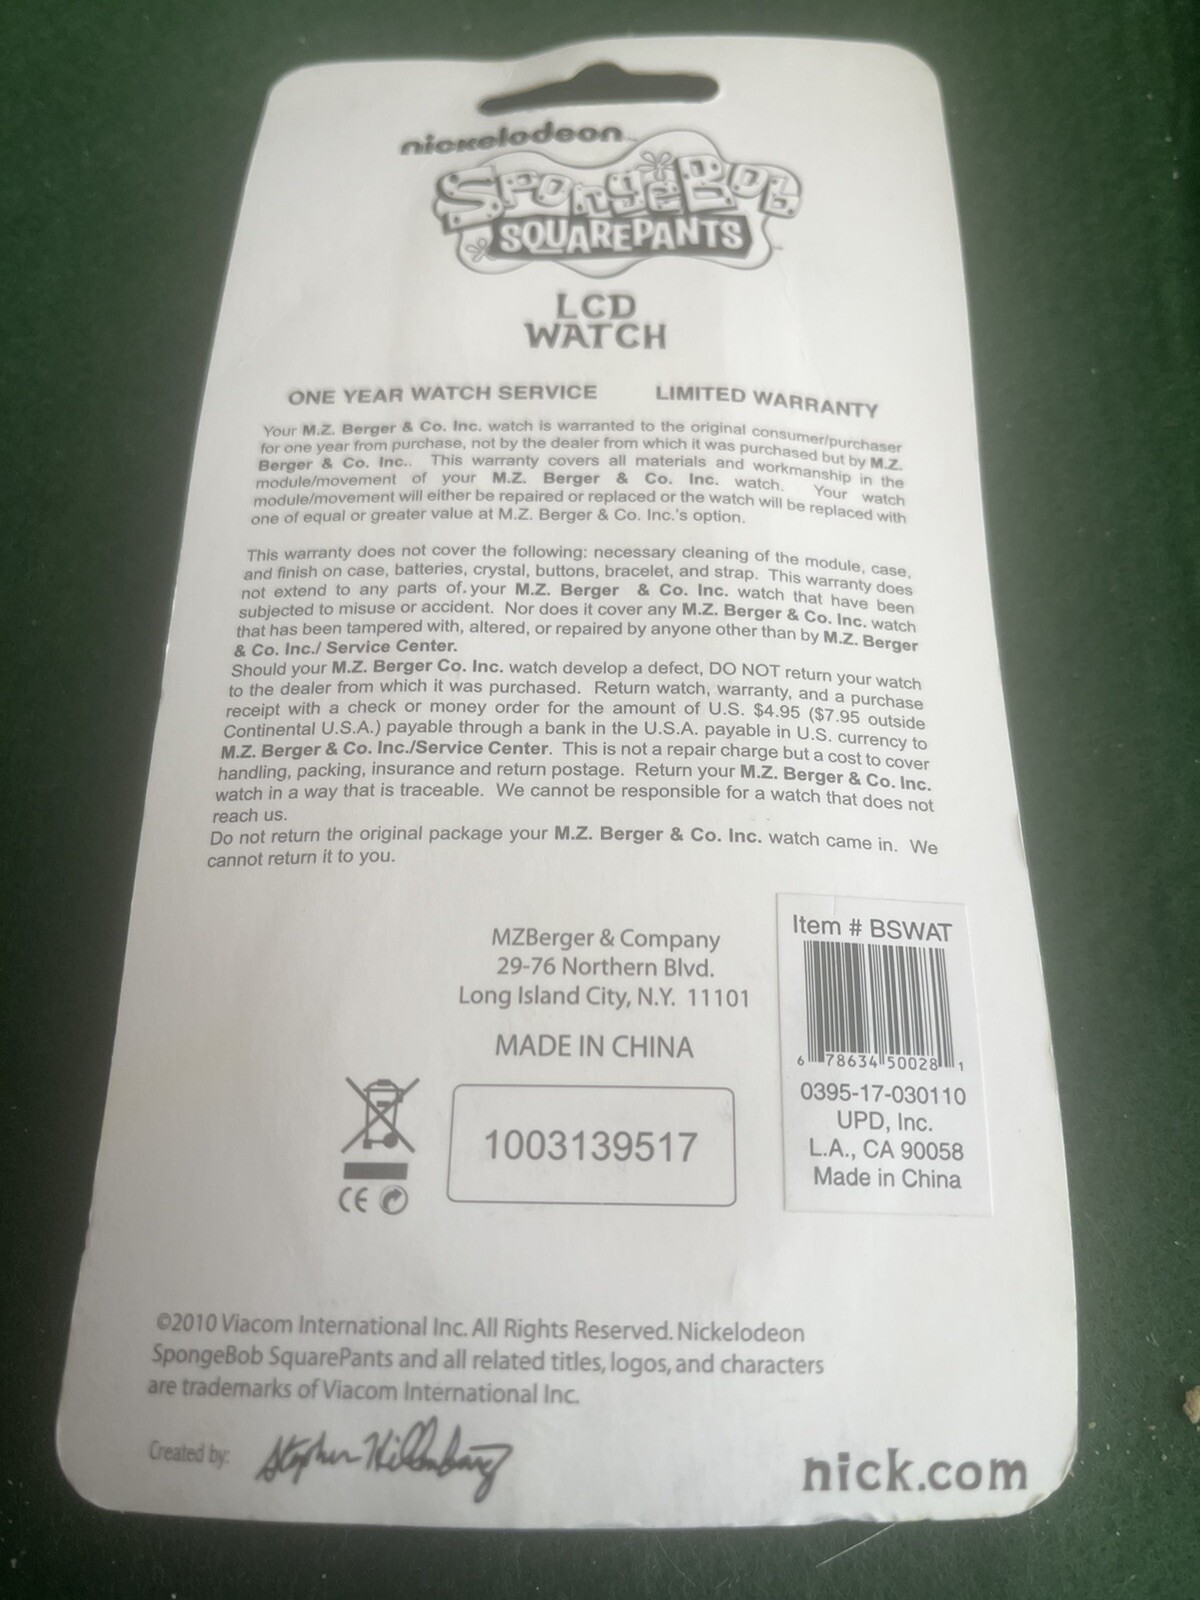 nickelodeon
SPONGEBOB
SQUAREPANTS
LCD
WATCH
ONE YEAR WATCH SERVICE LIMITED WARRANTY
Your M.Z. Berger & Co. Inc. watch is warranted to the original consumer/purchaser
for one year from purchase, not by the dealer from which it was purchased but by M.Z.
Berger & Co. Inc.. This warranty covers all materials and workmanship in the
module/movement of your M.Z. Berger & Co. Inc. watch. Your watch
module/movement will either be repaired or replaced or the watch will be replaced with
one of equal or greater value at M.Z. Berger & Co. Inc.'s option.
This warranty does not cover the following: necessary cleaning of the module, case,
and finish on case, batteries, crystal, buttons, bracelet, and strap. This warranty does
not extend to any parts of your M.Z. Berger & Co. Inc. watch that have been
subjected to misuse or accident. Nor does it cover any M.Z. Berger & Co. Inc. watch
that has been tampered with, altered, or repaired by anyone other than by M.Z. Berger
& Co. Inc./ Service Center.
Should your M.Z. Berger Co. Inc. watch develop a defect, DO NOT return your watch
to the dealer from which it was purchased. Return watch, warranty, and a purchase
receipt with a check or money order for the amount of U.S. $4.95 ($7.95 outside
Continental U.S.A.) payable through a bank in the U.S.A. payable in U.S. currency to
M.Z. Berger & Co. Inc./Service Center. This is not a repair charge but a cost to cover
handling, packing, insurance and return postage. Return your M.Z. Berger & Co. Inc.
watch in a way that is traceable. We cannot be responsible for a watch that does not
reach us.
Do not return the original package your M.Z. Berger & Co. Inc. watch came in. We
cannot return it to you.
MZBerger & Company
29-76 Northern Blvd.
Long Island City, N.Y. 11101
MADE IN CHINA
1003139517
CE
Item # BSWAT
6 78634 50028 1
0395-17-030110
UPD, Inc.
L.A., CA 90058
Made in China
©2010 Viacom International Inc. All Rights Reserved. Nickelodeon
SpongeBob SquarePants and all related titles, logos, and characters
are trademarks of Viacom International Inc.
Created by: Stephen Hillenburg
nick.com